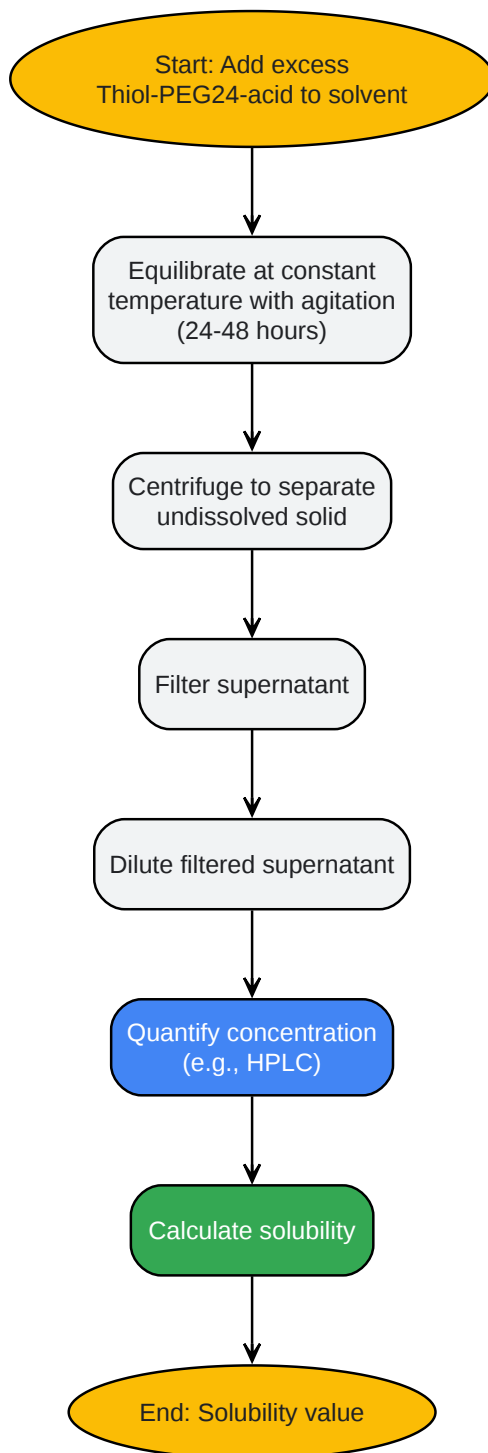 Start: Add excess
Thiol-PEG24-acid to solvent
Equilibrate at constant
temperature with agitation
(24-48 hours)
Centrifuge to separate
undissolved solid
Filter supernatant
Dilute filtered supernatant
Quantify concentration
(e.g., HPLC)
Calculate solubility
End: Solubility value